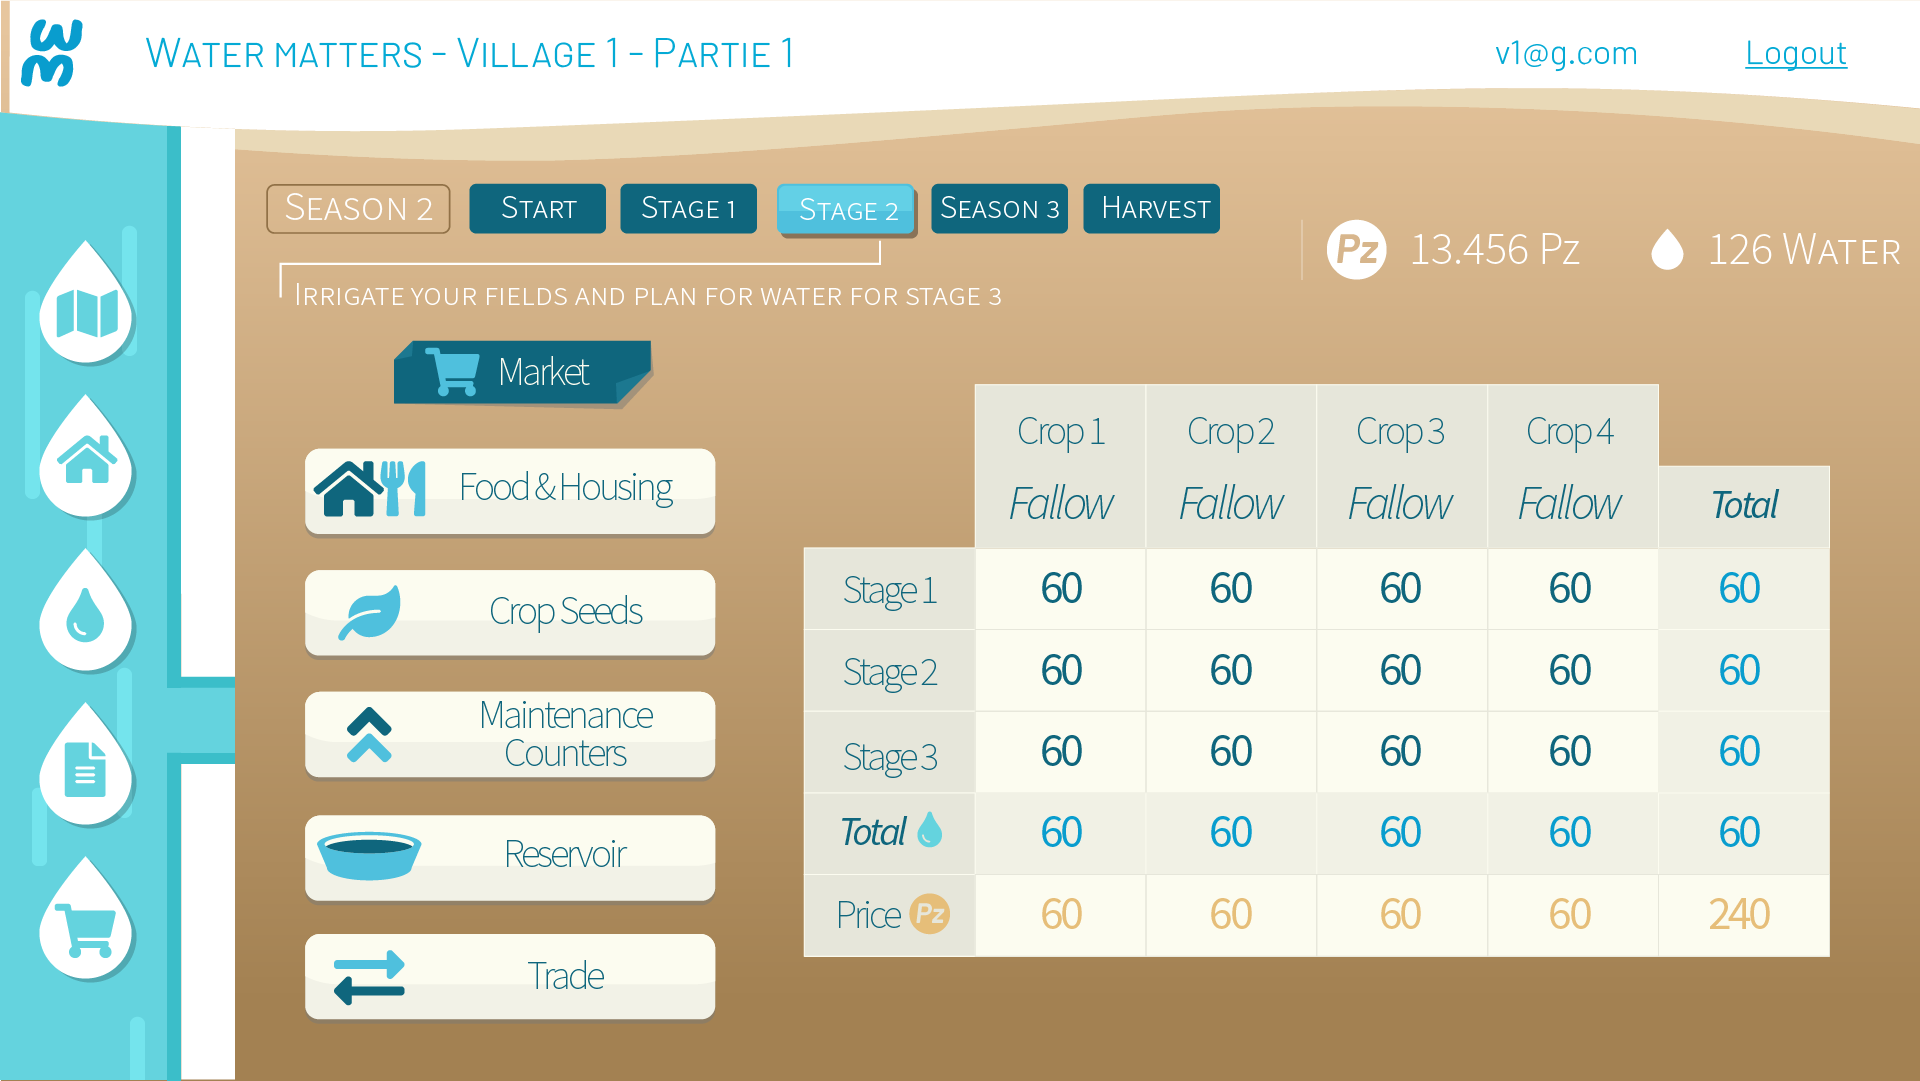 WM
WATER MATTERS - VILLAGE 1 - PARTIE 1
v1@g.com
Logout
SEASON 2
START
STAGE 1
STAGE 2
SEASON 3
HARVEST
Pz 13.456 PZ
126 WATER
IRRIGATE YOUR FIELDS AND PLAN FOR WATER FOR STAGE 3
Market
Food & Housing
Crop Seeds
Maintenance
Counters
Reservoir
Trade
Crop 1 Crop 2 Crop 3 Crop 4
Fallow Fallow Fallow Fallow Total
Stage 1 60 60 60 60 60
Stage 2 60 60 60 60 60
Stage 3 60 60 60 60 60
Total 60 60 60 60 60
Price Pz 60 60 60 60 240